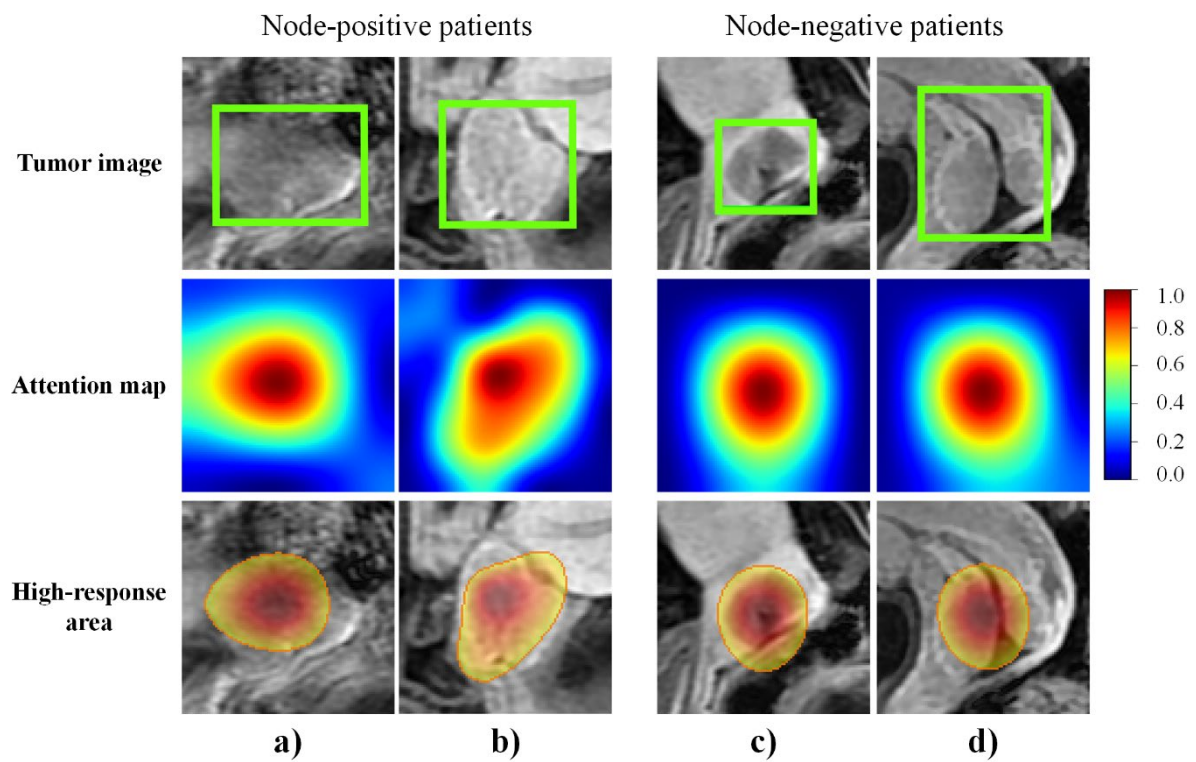 Node-positive patients
Node-negative patients
Tumor image
Attention map
1.0
0.8
0.6
0.4
0.2
0.0
High-response
area
a)
b)
c)
d)